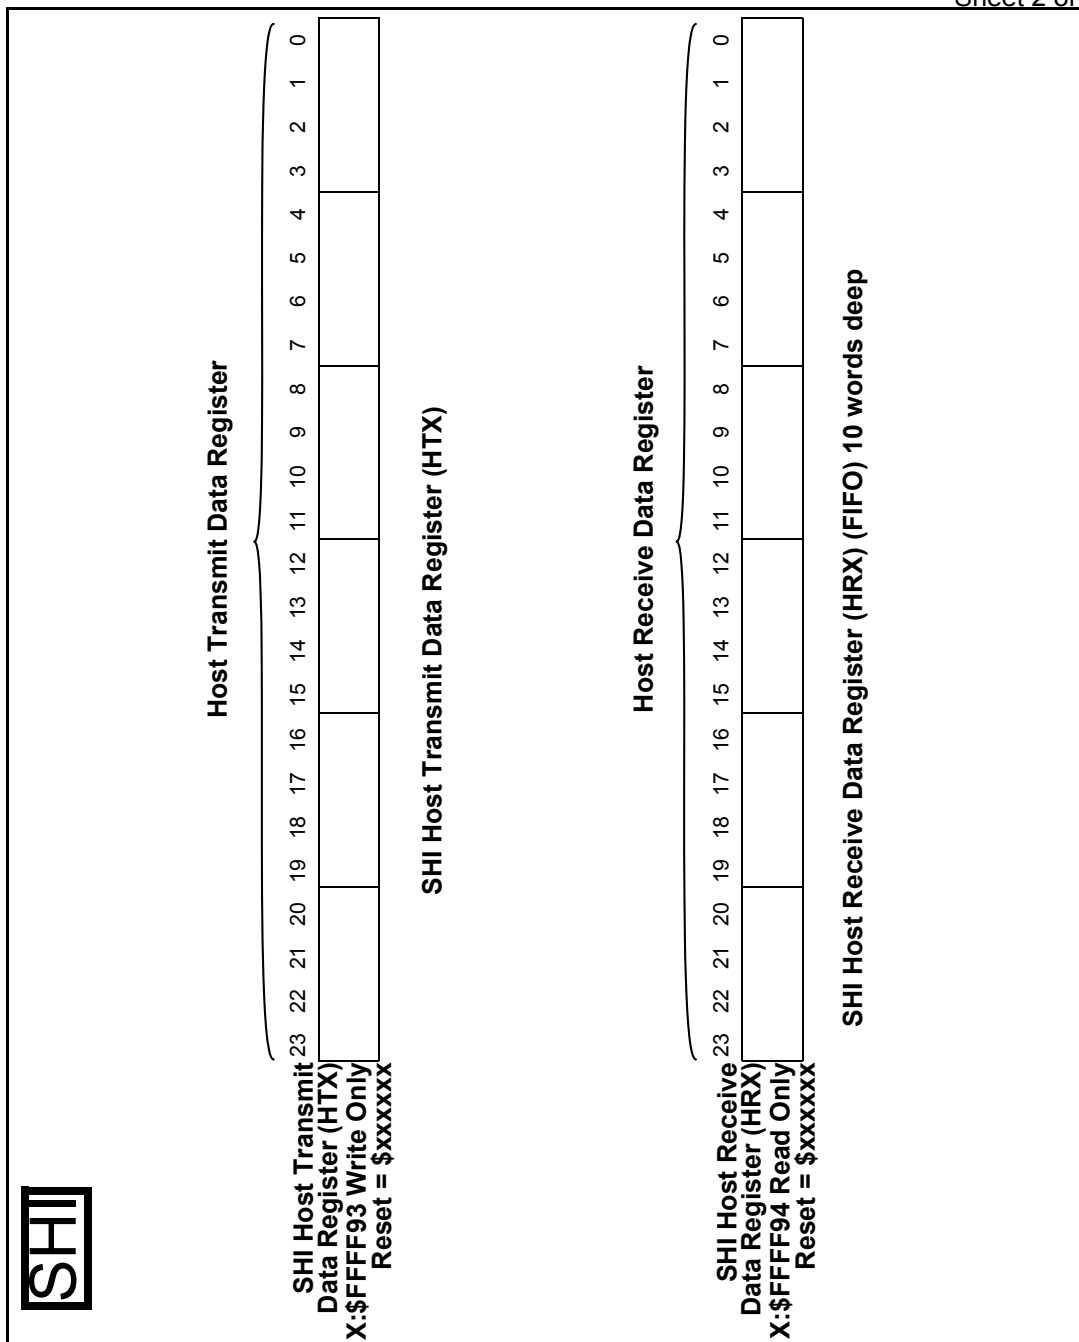 Sheet 2 of
SHI
Host Transmit Data Register
SHI Host Transmit
Data Register (HTX)
X:$FFFF93 Write Only
Reset = $xxxxxx
23 22 21 20 19 18 17 16 15 14 13 12 11 10 9 8 7 6 5 4 3 2 1 0
SHI Host Transmit Data Register (HTX)
Host Receive Data Register
SHI Host Receive
Data Register (HRX)
X:$FFFF94 Read Only
Reset = $xxxxxx
23 22 21 20 19 18 17 16 15 14 13 12 11 10 9 8 7 6 5 4 3 2 1 0
SHI Host Receive Data Register (HRX) (FIFO) 10 words deep